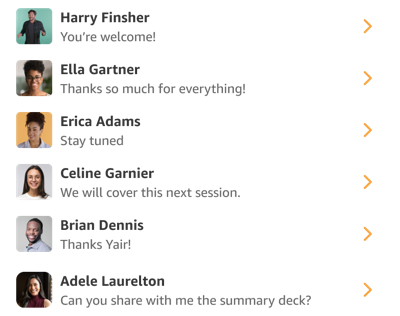 Harry Finsher
You're welcome!
Ella Gartner
Thanks so much for everything!
Erica Adams
Stay tuned
Celine Garnier
We will cover this next session.
Brian Dennis
Thanks Yair!
Adele Laurelton
Can you share with me the summary deck?